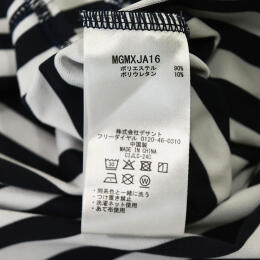 MGMXJA16
ポリエステル 90%
ポリウレタン 10%
株式会社デサント
フリーダイヤル 0120-46-0310
中国製
MADE IN CHINA
CIJLC-24C
・同系色と一緒に洗う
・つけ置き禁止
・洗濯ネット使用
・あて布使用